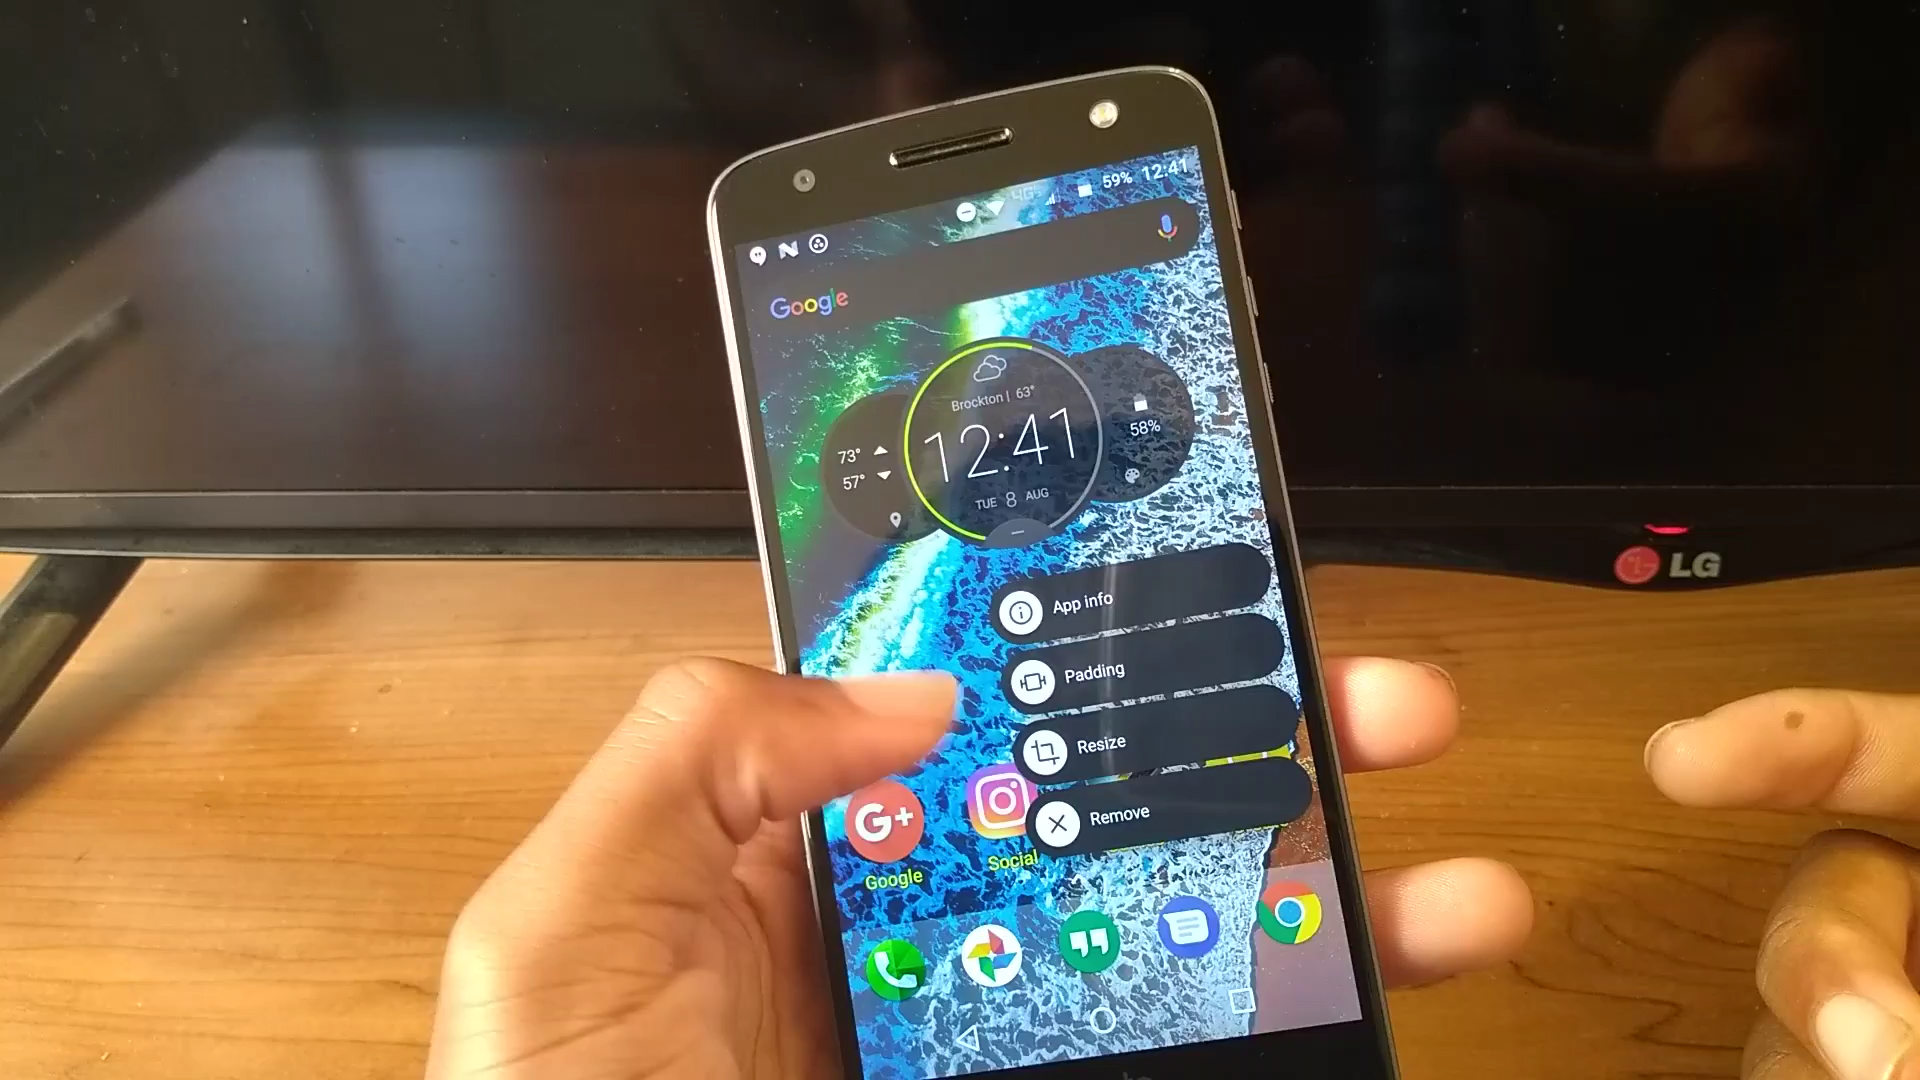 59% 12:41
Google
Brockton | 63°
12:41
TUE 8 AUG
73°
57°
58%
App info
Padding
Resize
Remove
G+
Google
Social
LG